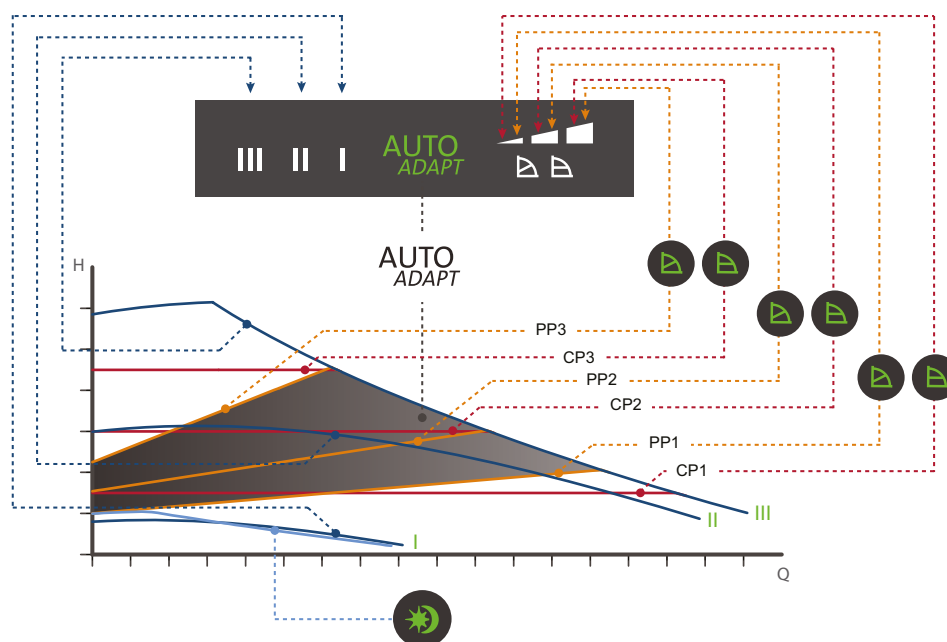 III II I AUTO
ADAPT
AUTO
ADAPT
H
PP3
CP3
PP2
CP2
PP1
CP1
III
II
I
Q